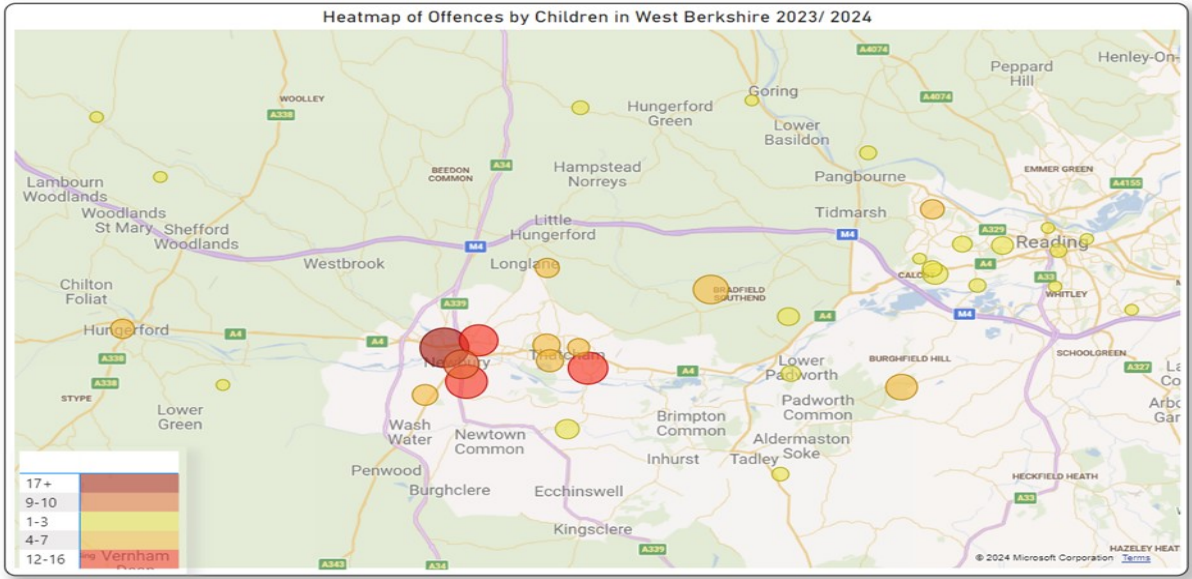 Heatmap of Offences by Children in West Berkshire 2023/ 2024
A4074
Henley-On-
Peppard
Hill
WOOLLEY
A338
Goring
A4074
Hungerford
Green
Lower
Basildon
BEEDON
COMMON
A34
Hampstead
Norreys
Pangbourne
EMMER GREEN
A4155
Lambourn
Woodlands
Woodlands
St Mary
Shefford
Woodlands
Little
Hungerford
Tidmarsh
A329
Reading
M4
M4
Westbrook
Longlane
A4
A33
WHITLEY
Chilton
Foliat
BRADFIELD
SOUTHEND
A339
A4
M4
Hungerford
A4
A4
Newbury
Thatcham
A338
A338
A4
Lower
Padworth
BURGHFIELD HILL
SCHOOLGREEN
A327
STYPE
Lower
Green
Padworth
Common
Wash
Water
Newtown
Common
Brimpton
Common
Aldermaston
Soke
Inhurst
Tadley
Penwood
Burghclere
Ecchinswell
HECKFIELD HEATH
A33
Kingsclere
A339
A343
A34
HAZELEY HEAT
© 2024 Microsoft Corporation Terms
17+
9-10
1-3
4-7
12-16
Vernham